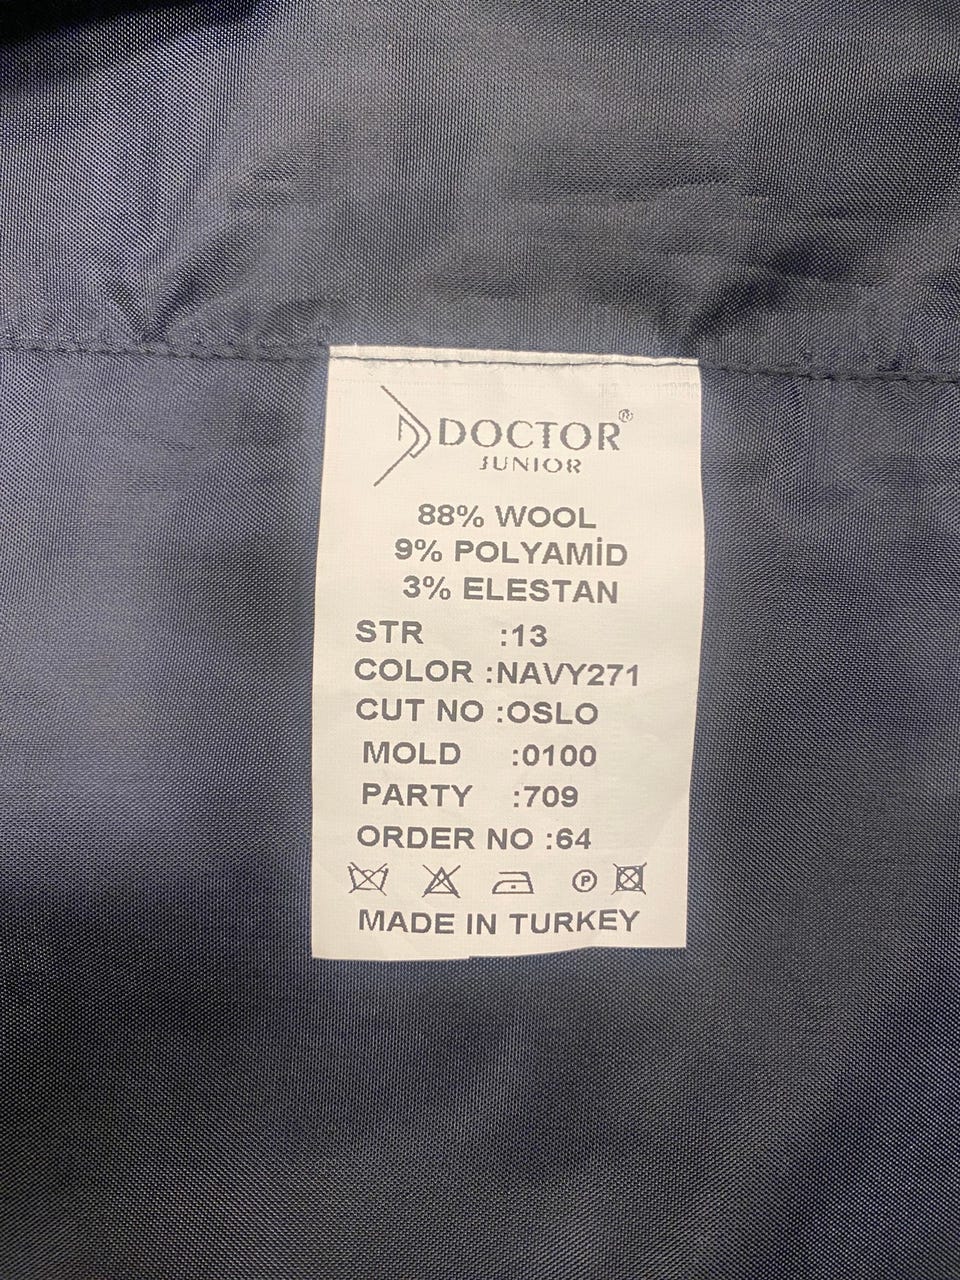 DOCTOR®
JUNIOR
88% WOOL
9% POLYAMİD
3% ELESTAN
STR :13
COLOR :NAVY271
CUT NO :OSLO
MOLD :0100
PARTY :709
ORDER NO :64
P
MADE IN TURKEY